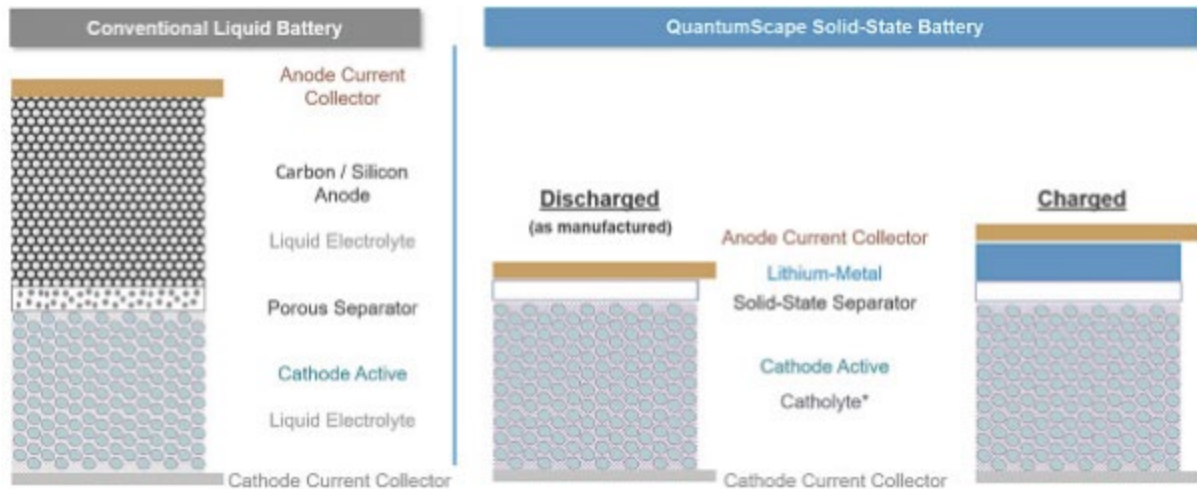 Conventional Liquid Battery
Anode Current
Collector
Carbon / Silicon
Anode
Liquid Electrolyte
Porous Separator
Cathode Active
Liquid Electrolyte
Cathode Current Collector
QuantumScape Solid-State Battery
Discharged
(as manufactured)
Charged
Anode Current Collector
Lithium-Metal
Solid-State Separator
Cathode Active
Catholyte*
Cathode Current Collector